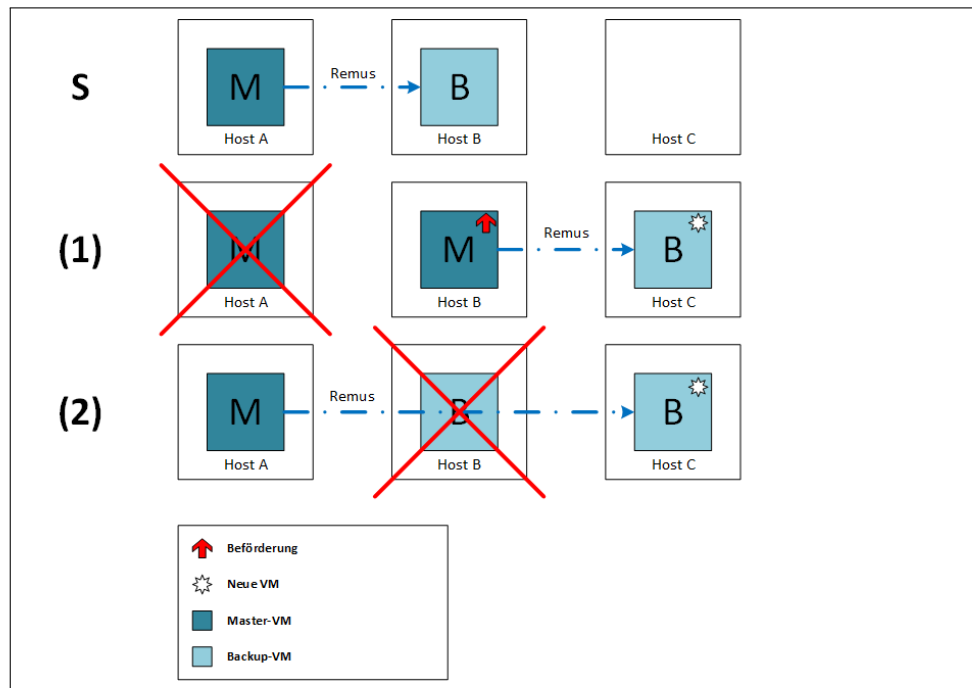 S
M
Remus
B
Host A
Host B
Host C
(1)
M
M
Remus
B
Host A
Host B
Host C
(2)
M
Remus
B
B
Host A
Host B
Host C
Beförderung
Neue VM
Master-VM
Backup-VM